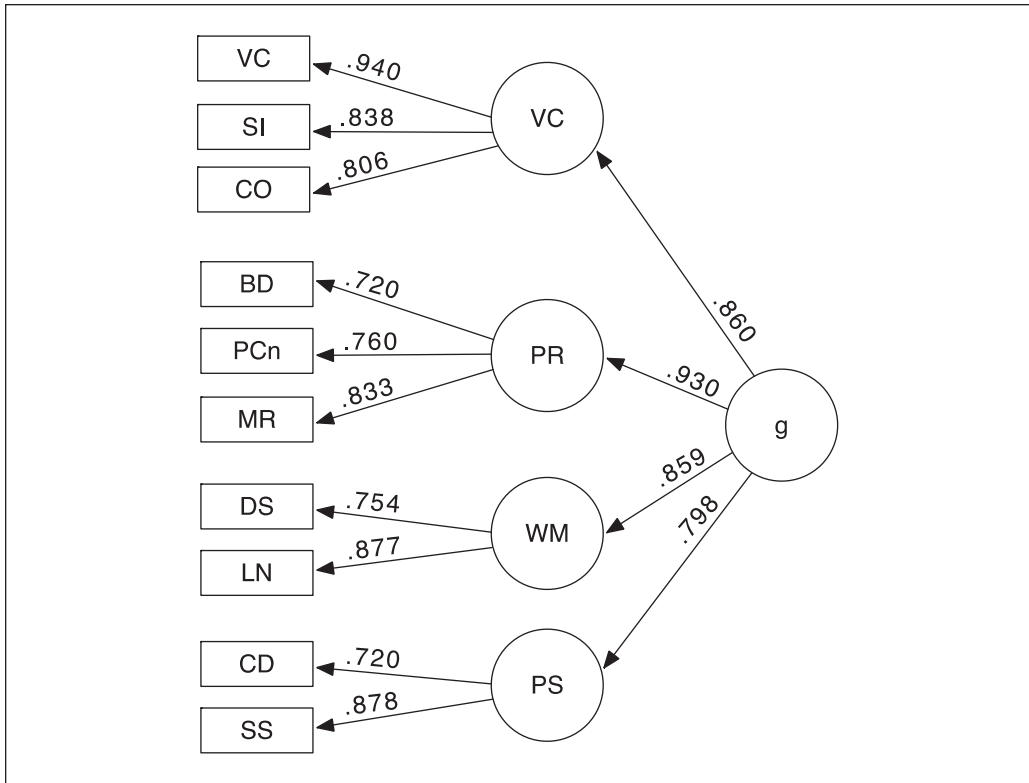 VC
.940
SI
.838
CO
.806
VC
BD
.720
PCn
.760
MR
.833
PR
DS
.754
LN
.877
WM
CD
.720
SS
.878
PS
.860
.930
.859
.798
g